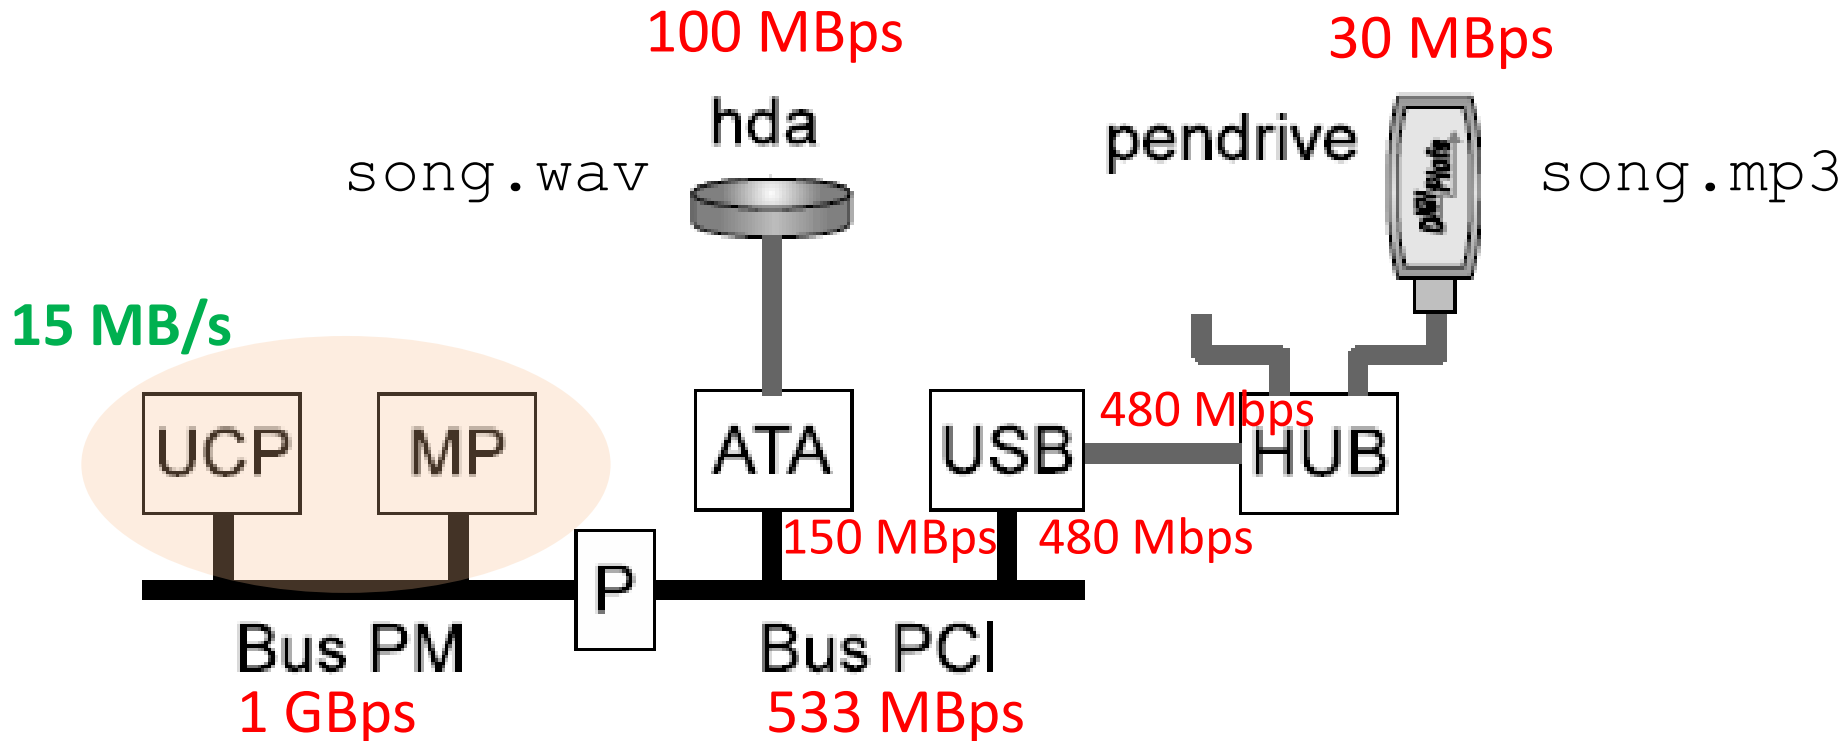 100 MBps
30 MBps
hda
pendrive
song.wav
song.mp3
15 MB/s
480 Mbps
UCP
MP
ATA
USB
HUB
150 MBps
480 Mbps
P
Bus PM
Bus PCI
1 GBps
533 MBps